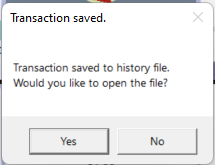 Transaction saved.
Transaction saved to history file.
Would you like to open the file?
Yes
No